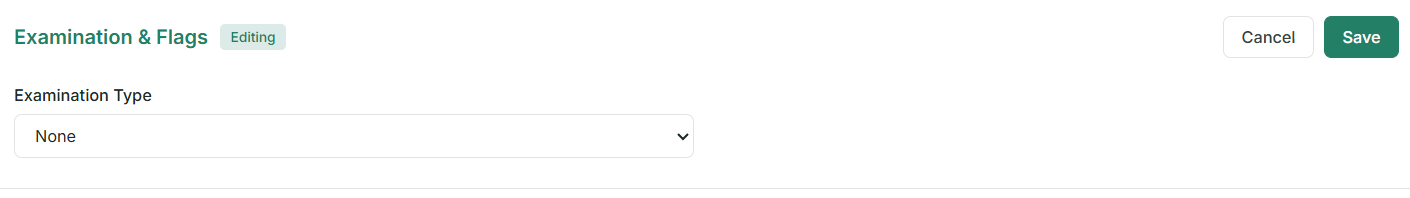 Examination & Flags Editing Cancel Save
Examination Type
None